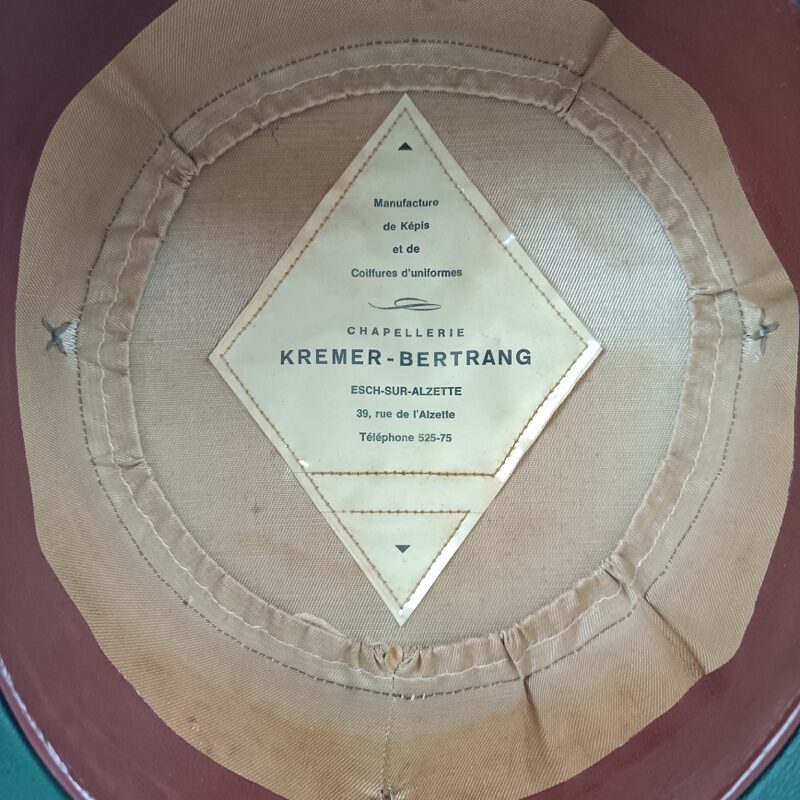 Manufacture
de Képis
et de
Coiffures d'uniformes
CHAPELLERIE
KREMER-BERTRANG
ESCH-SUR-ALZETTE
39, rue de l'Alzette
Téléphone 525-75